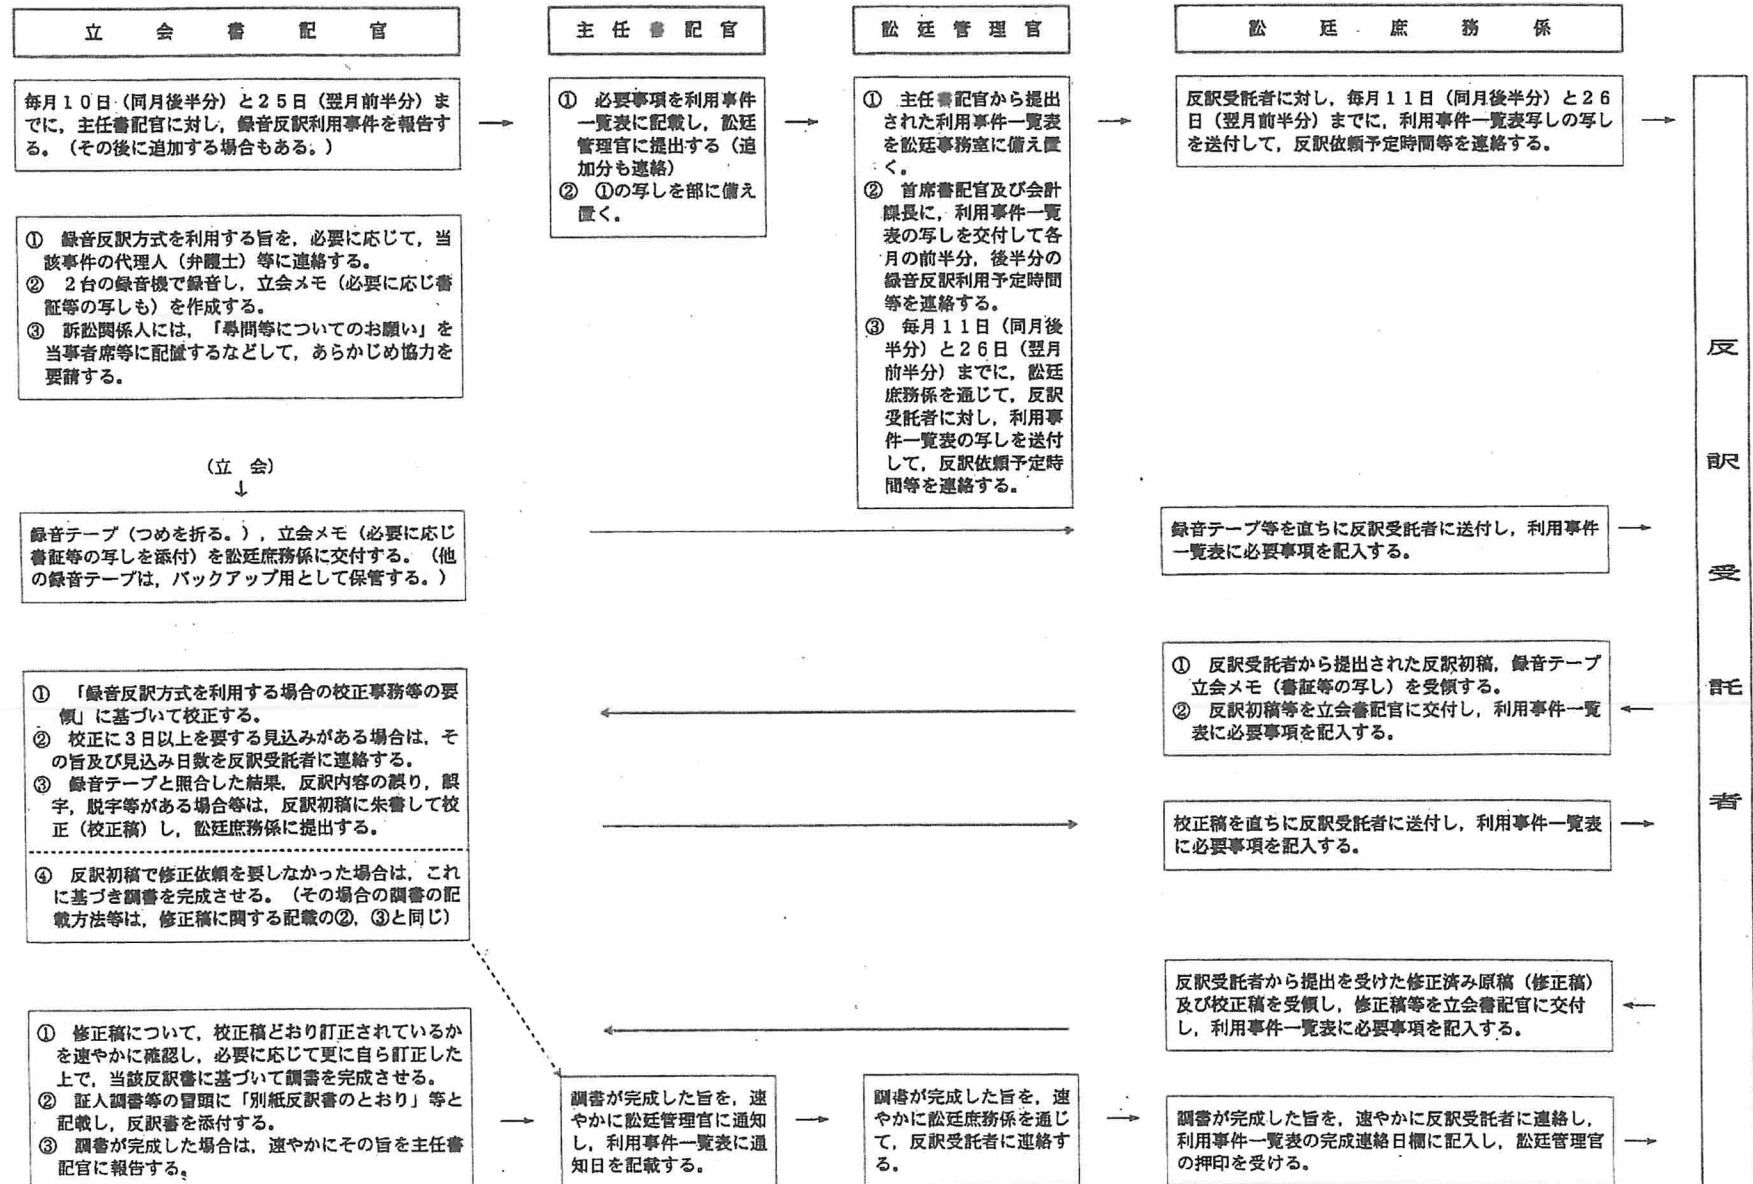 立会書記官
主任書記官
訟廷管理官
訟廷庶務係
毎月10日（同月後半分）と25日（翌月前半分）ま
でに，主任書記官に対し，録音反訳利用事件を報告す
る。（その後に追加する場合もある。）
→
① 必要事項を利用事件
一覧表に記載し，訟廷
管理官に提出する（追
加分も連絡）
② ①の写しを部に備え
置く。
→
① 主任書記官から提出
された利用事件一覧表
を訟廷事務室に備え置
く。
② 首席書記官及び会計
課長に，利用事件一覧
表の写しを交付して各
月の前半分，後半分の
録音反訳利用予定時間
等を連絡する。
③ 毎月11日（同月後
半分）と26日（翌月
前半分）までに，訟廷
庶務係を通じて，反訳
受託者に対し，利用事
件一覧表の写しを送付
して，反訳依頼予定時
間等を連絡する。
→
反訳受託者に対し，毎月11日（同月後半分）と26
日（翌月前半分）までに，利用事件一覧表写しの写し
を送付して，反訳依頼予定時間等を連絡する。
→
反訳受託者
① 録音反訳方式を利用する旨を，必要に応じて，当
該事件の代理人（弁護士）等に連絡する。
② 2台の録音機で録音し，立会メモ（必要に応じ書
証等の写しも）を作成する。
③ 訴訟関係人には，「尋問等についてのお願い」を
当事者席等に配置するなどして，あらかじめ協力を
要請する。
（立 会）
↓
録音テープ（つめを折る。），立会メモ（必要に応じ
書証等の写しを添付）を訟廷庶務係に交付する。（他
の録音テープは，バックアップ用として保管する。）
→
録音テープ等を直ちに反訳受託者に送付し，利用事件
一覧表に必要事項を記入する。
→
① 反訳受託者から提出された反訳初稿，録音テープ
立会メモ（書証等の写し）を受領する。
② 反訳初稿等を立会書記官に交付し，利用事件一覧
表に必要事項を記入する。
←
←
① 「録音反訳方式を利用する場合の校正事務等の要
領」に基づいて校正する。
② 校正に3日以上を要する見込みがある場合は，そ
の旨及び見込み日数を反訳受託者に連絡する。
③ 録音テープと照合した結果，反訳内容の誤り，誤
字，脱字等がある場合等は，反訳初稿に朱書して校
正（校正稿）し，訟廷庶務係に提出する。
④ 反訳初稿で修正依頼を要しなかった場合は，これ
に基づき調書を完成させる。（その場合の調書の記
載方法等は，修正稿に関する記載の②，③と同じ）
→
校正稿を直ちに反訳受託者に送付し，利用事件一覧表
に必要事項を記入する。
→
反訳受託者から提出を受けた修正済み原稿（修正稿）
及び校正稿を受領し，修正稿等を立会書記官に交付
し，利用事件一覧表に必要事項を記入する。
←
←
① 修正稿について，校正稿どおり訂正されているか
を速やかに確認し，必要に応じて更に自ら訂正した
上で，当該反訳書に基づいて調書を完成させる。
② 証人調書等の冒頭に「別紙反訳書のとおり」等と
記載し，反訳書を添付する。
③ 調書が完成した場合は，速やかにその旨を主任書
記官に報告する。
→
調書が完成した旨を，速
やかに訟廷管理官に通知
し，利用事件一覧表に通
知日を記載する。
→
調書が完成した旨を，速
やかに訟廷庶務係を通じ
て，反訳受託者に連絡す
る。
→
調書が完成した旨を，速やかに反訳受託者に連絡し，
利用事件一覧表の完成連絡日欄に記入し，訟廷管理官
の押印を受ける。
→